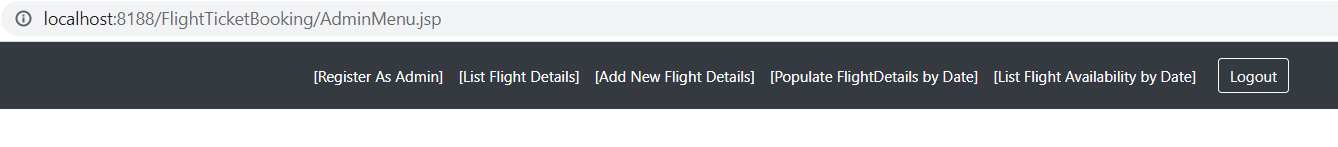 localhost:8188/FlightTicketBooking/AdminMenu.jsp
[Register As Admin] [List Flight Details] [Add New Flight Details] [Populate FlightDetails by Date] [List Flight Availability by Date] Logout